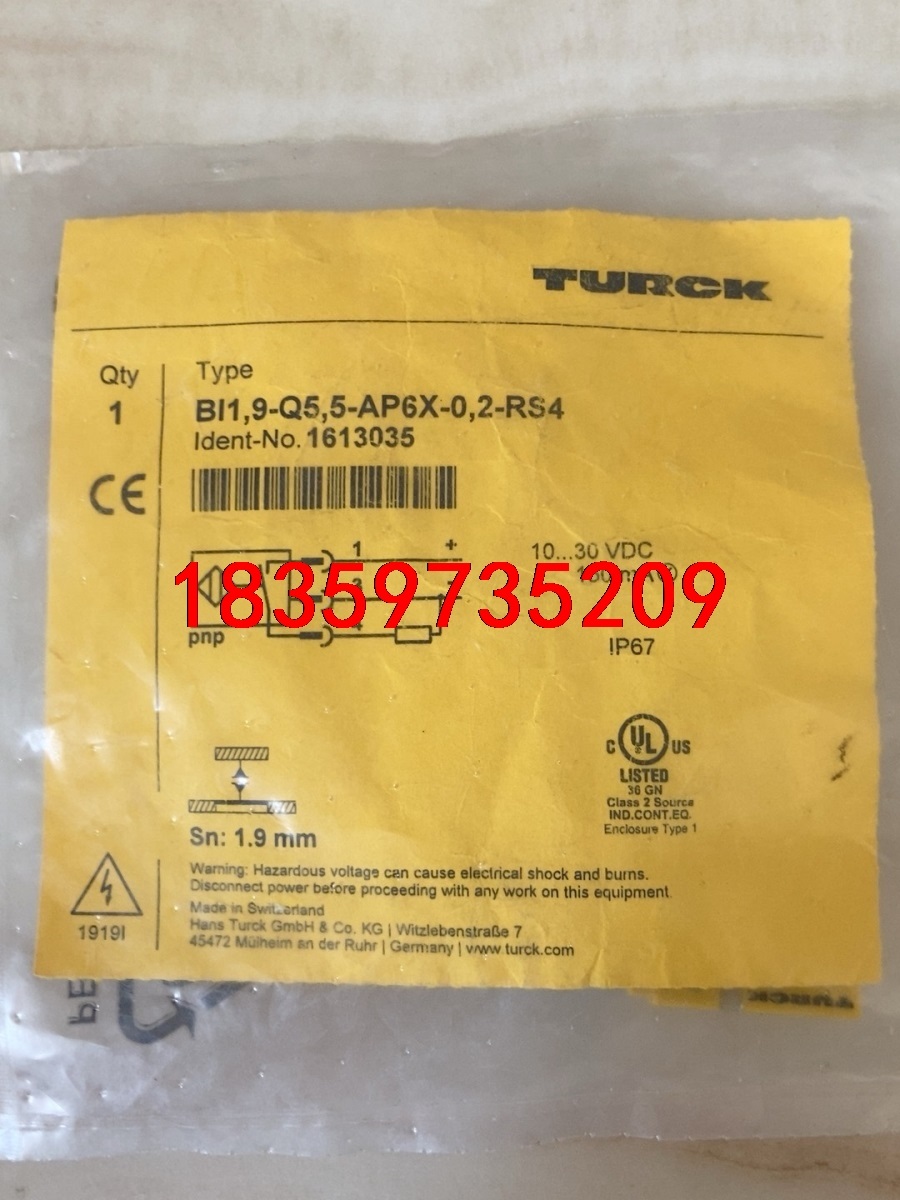 TURCK
Qty
1
Type
BI1,9-Q5,5-AP6X-0,2-RS4
Ident-No. 1613035
CE
1 +
10...30 VDC
18359735209
pnp
IP67
C UL US
LISTED
36 GN
Class 2 Source
IND.CONT.EQ.
Enclosure Type 1
Sn: 1.9 mm
Warning: Hazardous voltage can cause electrical shock and burns.
Disconnect power before proceeding with any work on this equipment.
Made in Switzerland
Hans Turck GmbH & Co. KG | Witzlebenstraße 7
45472 Mülheim an der Ruhr | Germany | www.turck.com
1919I
PE
TURCK